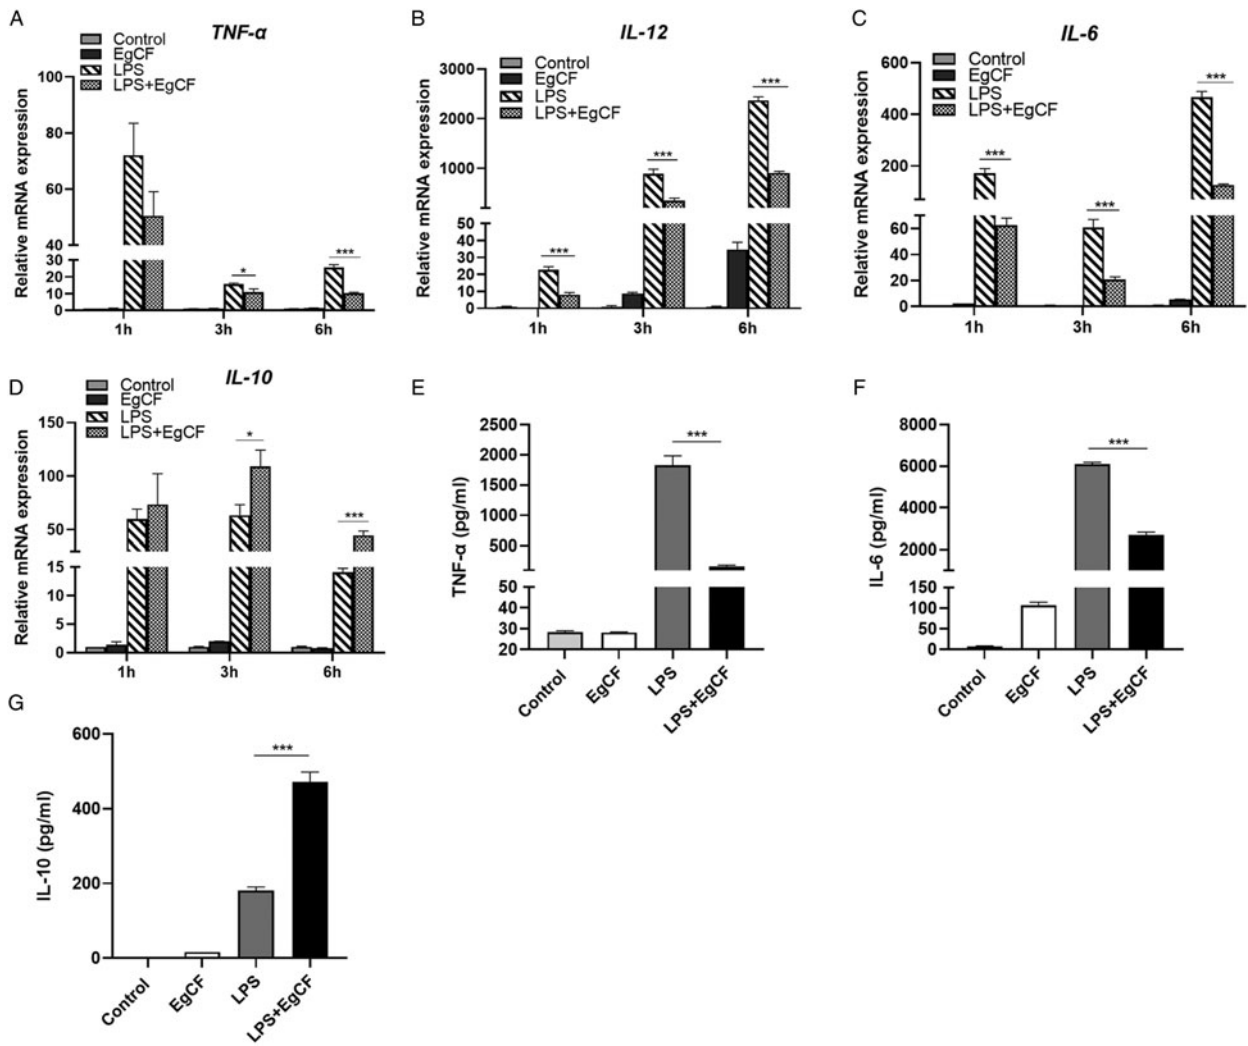 A
TNF-α
Control
EgCF
LPS
LPS+EgCF
Relative mRNA expression
100
80
60
40
30
20
10
0
*
***
1h
3h
6h
B
IL-12
Control
EgCF
LPS
LPS+EgCF
Relative mRNA expression
3000
2000
1000
50
40
30
20
10
0
***
***
***
1h
3h
6h
C
IL-6
Control
EgCF
LPS
LPS+EgCF
Relative mRNA expression
600
400
200
60
40
20
0
***
***
***
1h
3h
6h
D
IL-10
Control
EgCF
LPS
LPS+EgCF
Relative mRNA expression
150
100
50
15
10
5
0
*
***
1h
3h
6h
E
TNF-α (pg/ml)
2500
2000
1500
1000
500
50
40
30
20
***
Control
EgCF
LPS
LPS+EgCF
F
IL-6 (pg/ml)
8000
6000
4000
2000
150
100
50
0
***
Control
EgCF
LPS
LPS+EgCF
G
IL-10 (pg/ml)
600
400
200
0
***
Control
EgCF
LPS
LPS+EgCF